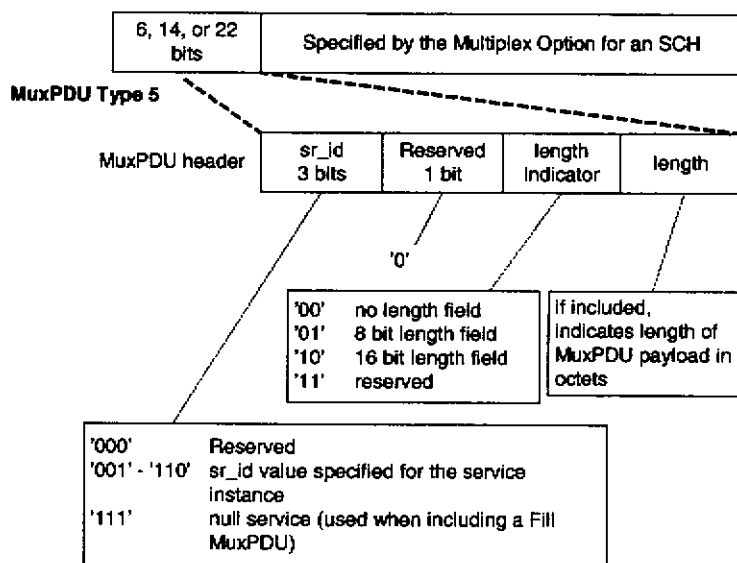 6, 14, or 22
bits
Specified by the Multiplex Option for an SCH
MuxPDU Type 5
MuxPDU header
sr_id
3 bits
Reserved
1 bit
length
indicator
length
'0'
'00' no length field
'01' 8 bit length field
'10' 16 bit length field
'11' reserved
if included,
indicates length of
MuxPDU payload in
octets
'000' Reserved
'001' - '110' sr_id value specified for the service
instance
'111' null service (used when including a Fill
MuxPDU)